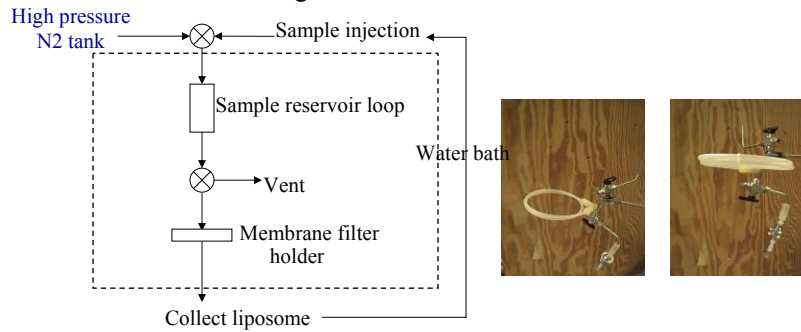 High pressure
N2 tank
Sample injection
Sample reservoir loop
Water bath
Vent
Membrane filter
holder
Collect liposome